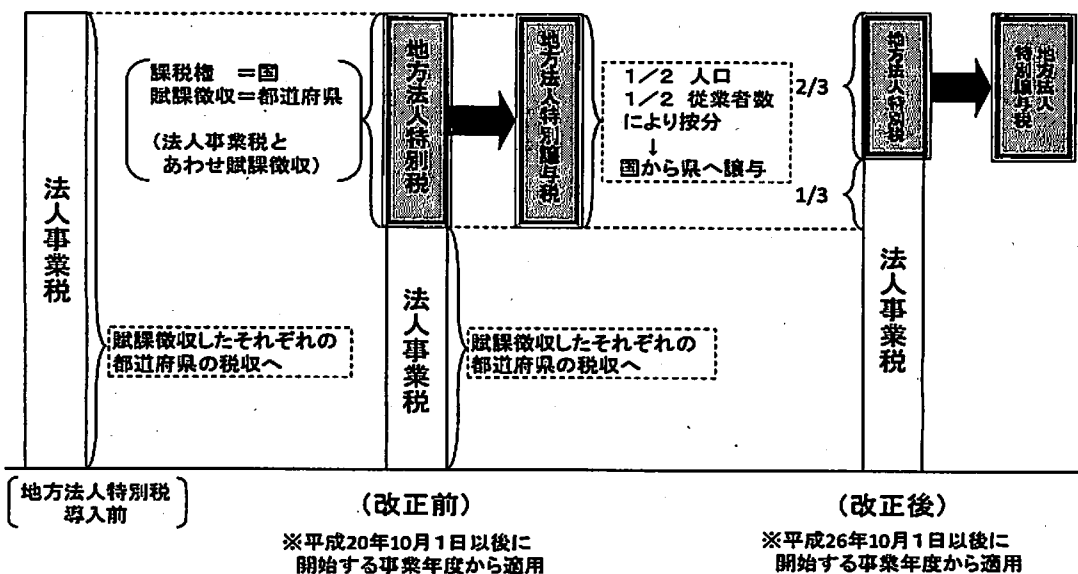 法人事業税
賦課徴収したそれぞれの
都道府県の税収へ
地方法人特別税
導入前
課税権 =国
賦課徴収=都道府県
(法人事業税と
あわせ賦課徴収)
地方法人特別税
法人事業税
地方法人特別譲与税
1/2 人口
1/2 従業者数
により按分
↓
国から県へ譲与
賦課徴収したそれぞれの
都道府県の税収へ
(改正前)
※平成20年10月1日以後に
開始する事業年度から適用
2/3
1/3
地方法人特別税
法人事業税
地方法人
特別譲与税
(改正後)
※平成26年10月1日以後に
開始する事業年度から適用